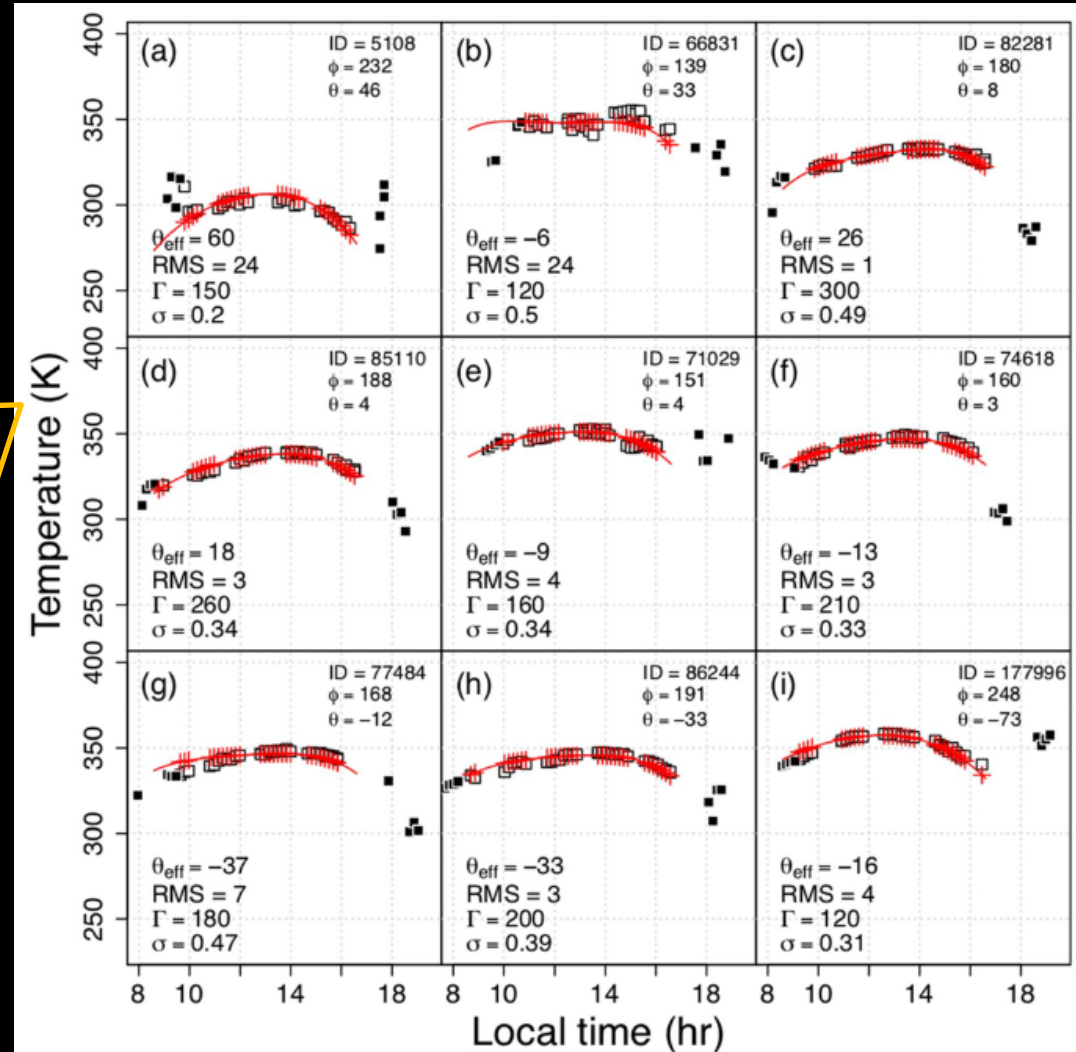 Temperature (K)
400
350
300
250
(a)
ID = 5108
ϕ = 232
θ = 46
θeff = 60
RMS = 24
Γ = 150
σ = 0.2
(b)
ID = 66831
ϕ = 139
θ = 33
θeff = −6
RMS = 24
Γ = 120
σ = 0.5
(c)
ID = 82281
ϕ = 180
θ = 8
θeff = 26
RMS = 1
Γ = 300
σ = 0.49
400
350
300
250
(d)
ID = 85110
ϕ = 188
θ = 4
θeff = 18
RMS = 3
Γ = 260
σ = 0.34
(e)
ID = 71029
ϕ = 151
θ = 4
θeff = −9
RMS = 4
Γ = 160
σ = 0.34
(f)
ID = 74618
ϕ = 160
θ = 3
θeff = −13
RMS = 3
Γ = 210
σ = 0.33
400
350
300
250
(g)
ID = 77484
ϕ = 168
θ = −12
θeff = −37
RMS = 7
Γ = 180
σ = 0.47
(h)
ID = 86244
ϕ = 191
θ = −33
θeff = −33
RMS = 3
Γ = 200
σ = 0.39
(i)
ID = 177996
ϕ = 248
θ = −73
θeff = −16
RMS = 4
Γ = 120
σ = 0.31
8 10 14 18 8 10 14 18 8 10 14 18
Local time (hr)